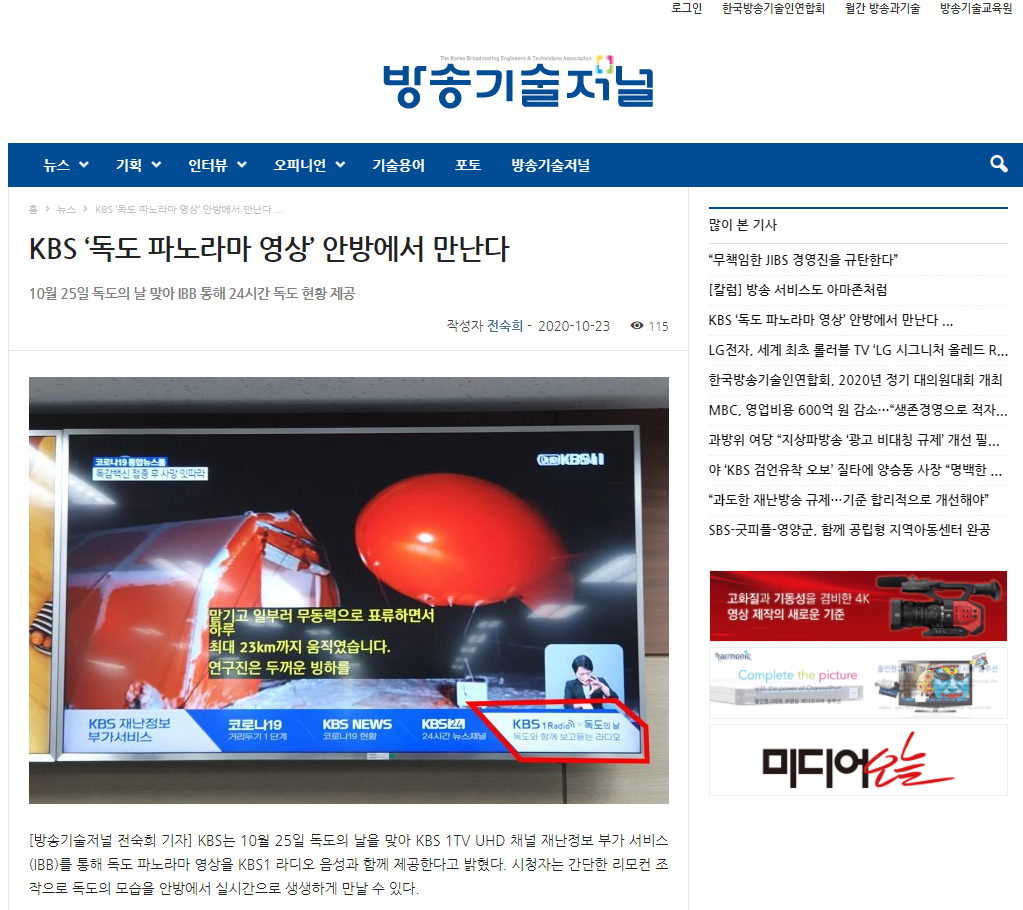 로그인 한국방송기술인연합회 월간 방송과기술 방송기술교육원
The Korea Broadcasting Engineers & Technicians Association
방송기술저널
뉴스 기획 인터뷰 오피니언 기술용어 포토 방송기술저널
홈 > 뉴스 > KBS ‘독도 파노라마 영상’ 안방에서 만난다 ...
KBS ‘독도 파노라마 영상’ 안방에서 만난다
10월 25일 독도의 날 맞아 IBB 통해 24시간 독도 현황 제공
작성자 전숙희 - 2020-10-23 115
코로나19 통합뉴스룸
독감백신 접종 후 사망 잇따라
UHD KBS1
맡기고 일부러 무동력으로 표류하면서
하루
최대 23km까지 움직였습니다.
연구진은 두꺼운 빙하를
KBS 재난정보
부가서비스
코로나19
거리두기 1 단계
KBS NEWS
코로나19 현황
KBS24
24시간 뉴스채널
KBS 1Radio × 독도의 날
독도와 함께 보고듣는 라디오
[방송기술저널 전숙희 기자] KBS는 10월 25일 독도의 날을 맞아 KBS 1TV UHD 채널 재난정보 부가 서비스
(IBB)를 통해 독도 파노라마 영상을 KBS1 라디오 음성과 함께 제공한다고 밝혔다. 시청자는 간단한 리모컨 조
작으로 독도의 모습을 안방에서 실시간으로 생생하게 만날 수 있다.
많이 본 기사
“무책임한 JIBS 경영진을 규탄한다”
[칼럼] 방송 서비스도 아마존처럼
KBS ‘독도 파노라마 영상’ 안방에서 만난다 ...
LG전자, 세계 최초 롤러블 TV ‘LG 시그니처 올레드 R...
한국방송기술인연합회, 2020년 정기 대의원대회 개최
MBC, 영업비용 600억 원 감소…“생존경영으로 적자...
과방위 여당 “지상파방송 ‘광고 비대칭 규제’ 개선 필...
야 ‘KBS 검언유착 오보’ 질타에 양승동 사장 “명백한 ...
“과도한 재난방송 규제…기준 합리적으로 개선해야”
SBS-굿피플-영양군, 함께 공립형 지역아동센터 완공
고화질과 기동성을 겸비한 4K
영상 제작의 새로운 기준
harmonic
Complete the picture
with the power of ChannelPort
미디어오늘